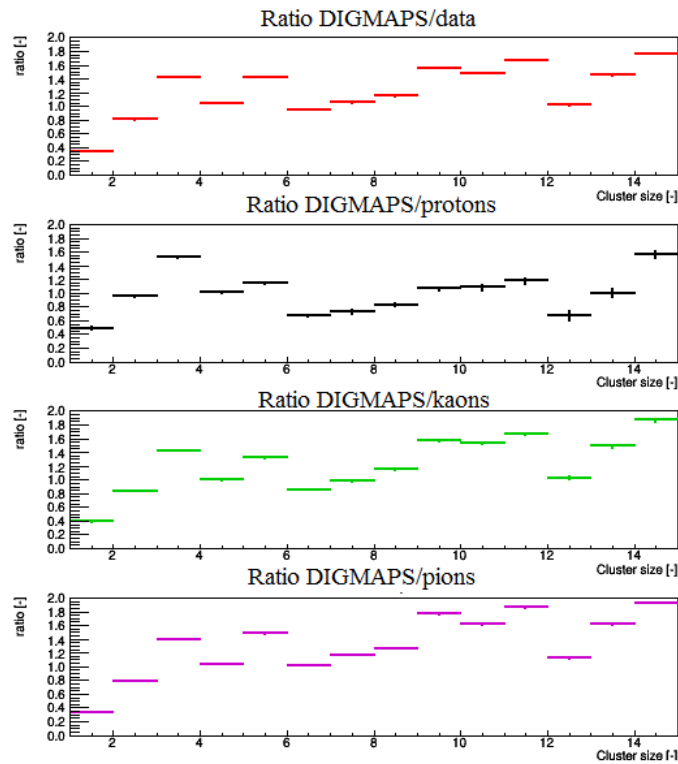 Ratio DIGMAPS/data
ratio [-]
2.0
1.8
1.6
1.4
1.2
1.0
0.8
0.6
0.4
0.2
0.0
2 4 6 8 10 12 14
Cluster size [-]
Ratio DIGMAPS/protons
ratio [-]
2.0
1.8
1.6
1.4
1.2
1.0
0.8
0.6
0.4
0.2
0.0
2 4 6 8 10 12 14
Cluster size [-]
Ratio DIGMAPS/kaons
ratio [-]
2.0
1.8
1.6
1.4
1.2
1.0
0.8
0.6
0.4
0.2
0.0
2 4 6 8 10 12 14
Cluster size [-]
Ratio DIGMAPS/pions
ratio [-]
2.0
1.8
1.6
1.4
1.2
1.0
0.8
0.6
0.4
0.2
0.0
2 4 6 8 10 12 14
Cluster size [-]